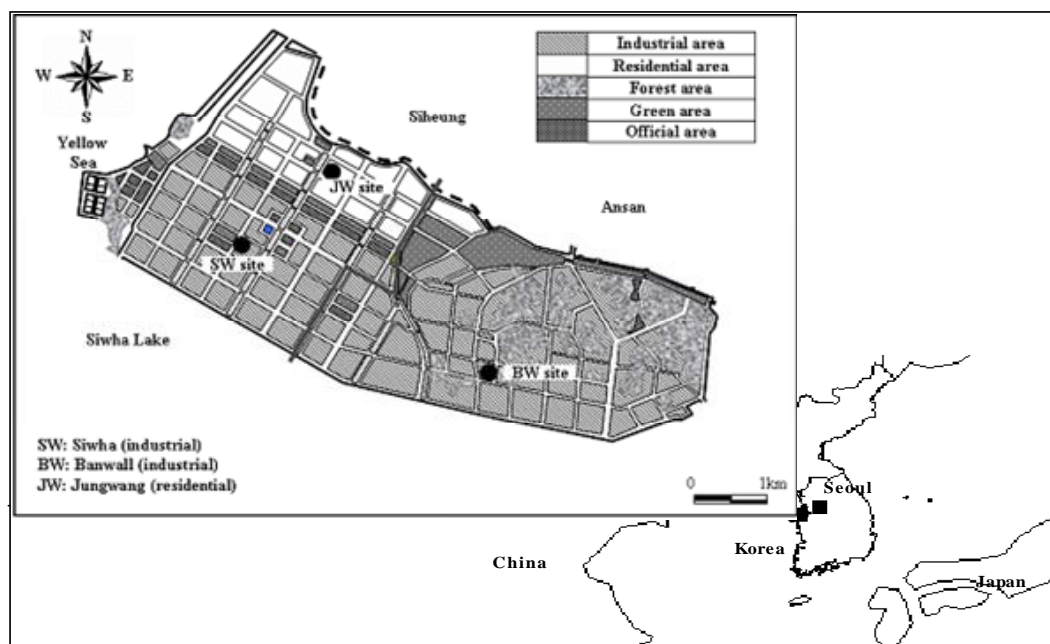 N
W E
S
Industrial area
Residential area
Forest area
Green area
Official area
Siheung
Yellow
Sea
JW site
Ansan
SW site
Siwha Lake
BW site
SW: Siwha (industrial)
BW: Banwall (industrial)
JW: Jungwang (residential)
0 1km
Seoul
Korea
China
Japan